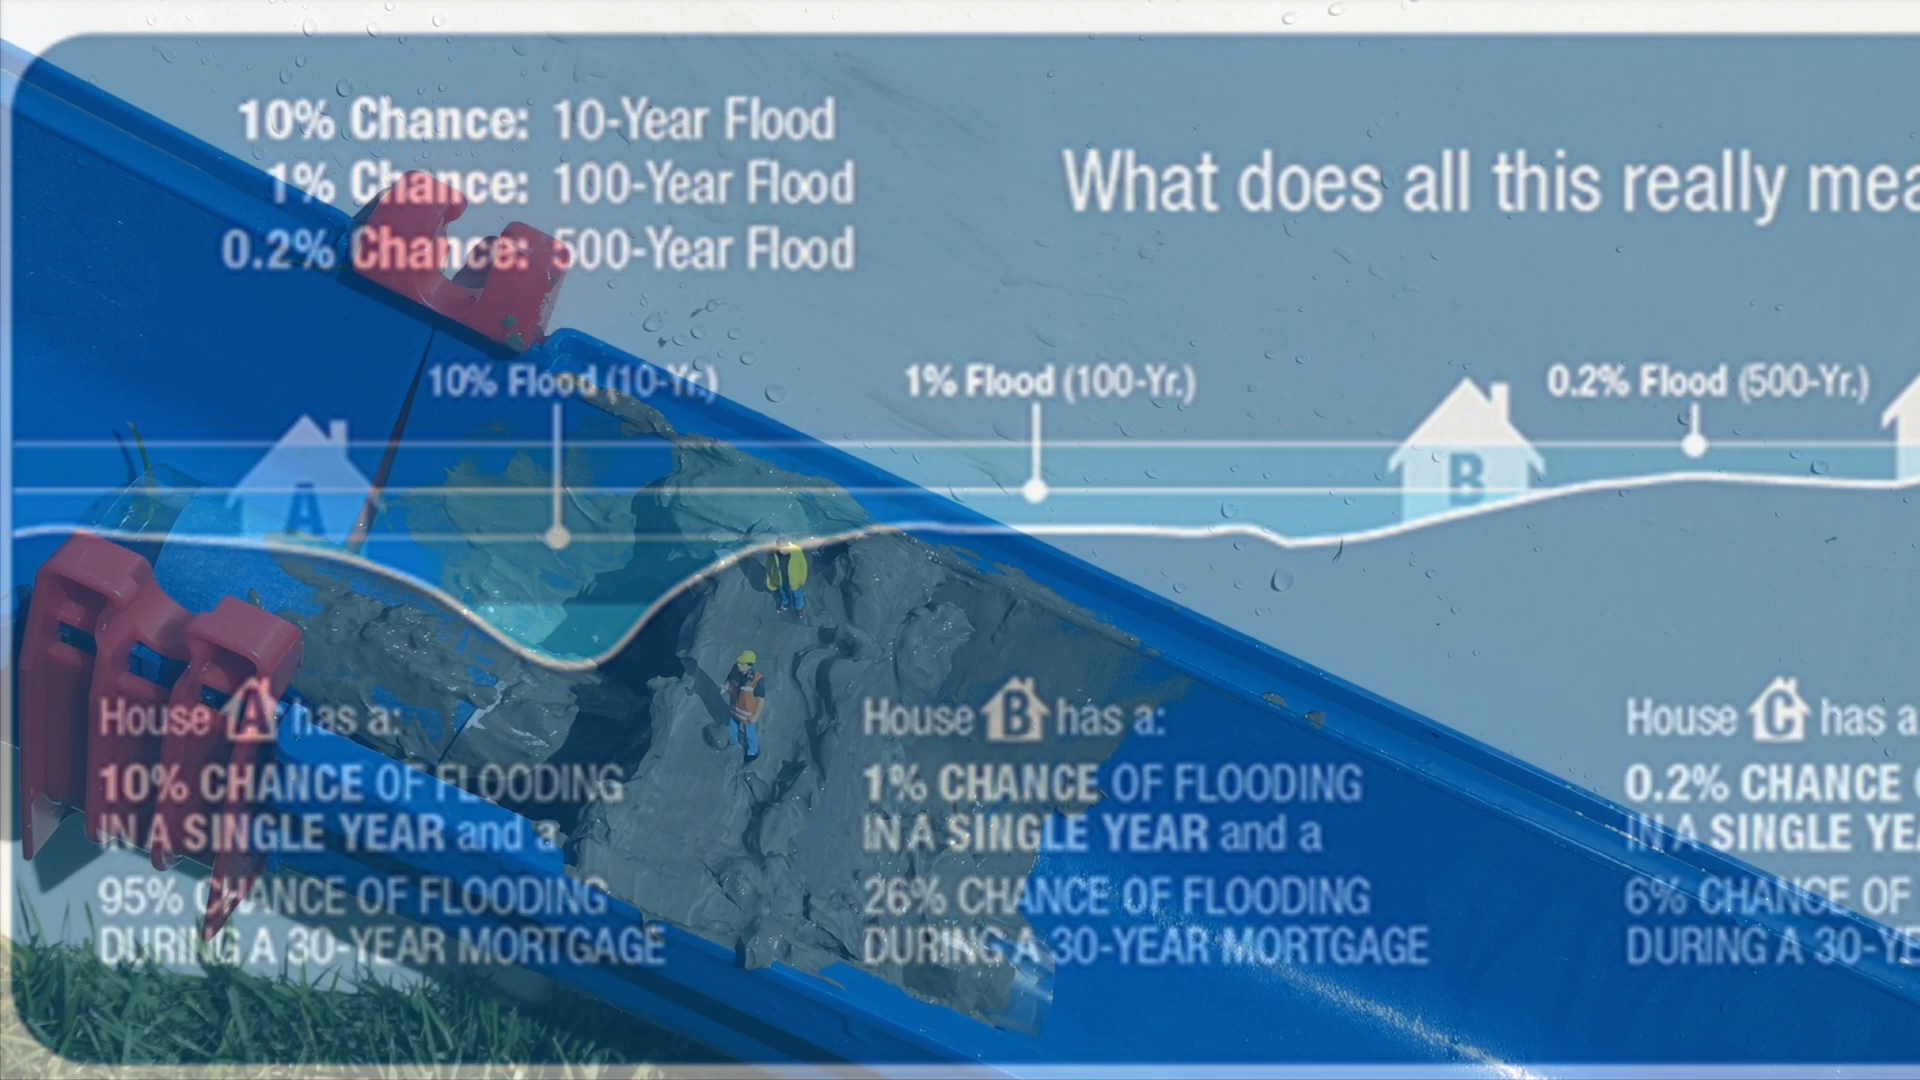 10% Chance: 10-Year Flood
1% Chance: 100-Year Flood
0.2% Chance: 500-Year Flood
What does all this really
10% Flood (10-Yr.)
1% Flood (100-Yr.)
0.2% Flood (500-Yr.)
A
B
House A has a:
10% CHANCE OF FLOODING
IN A SINGLE YEAR and a
95% CHANCE OF FLOODING
DURING A 30-YEAR MORTGAGE
House B has a:
1% CHANCE OF FLOODING
IN A SINGLE YEAR and a
26% CHANCE OF FLOODING
DURING A 30-YEAR MORTGAGE
House C has a
0.2% CHANCE
IN A SINGLE
6% CHANCE OF
DURING A